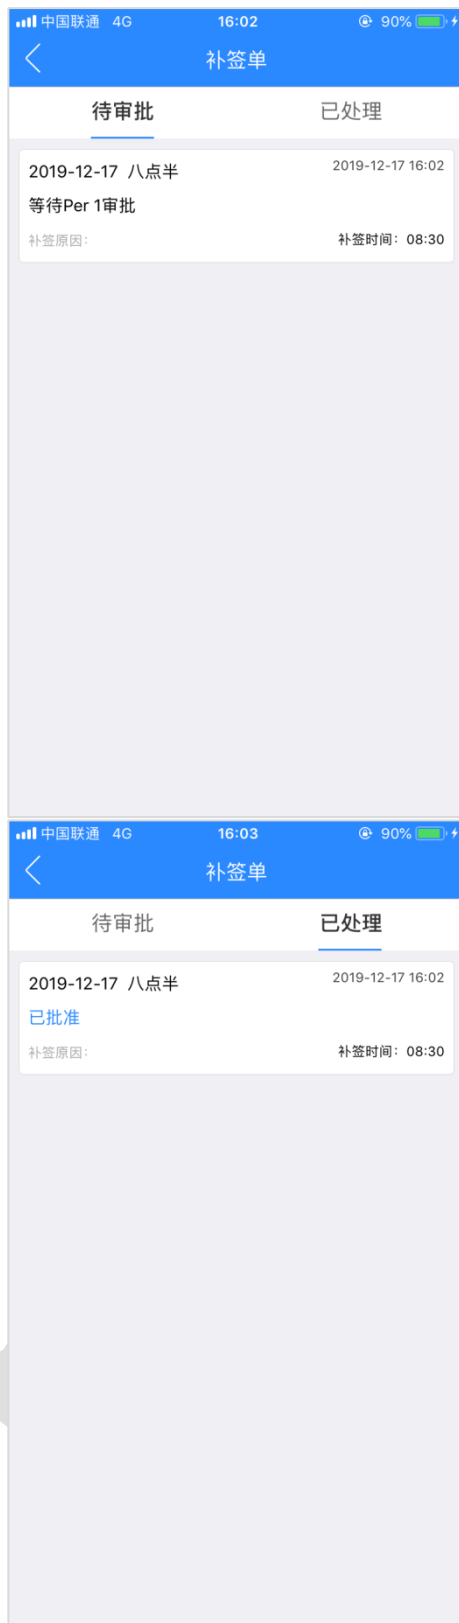 中国联通 4G 16:02 90%
补签单
待审批 已处理
2019-12-17 八点半 2019-12-17 16:02
等待Per 1审批
补签原因: 补签时间: 08:30
中国联通 4G 16:03 90%
补签单
待审批 已处理
2019-12-17 八点半 2019-12-17 16:02
已批准
补签原因: 补签时间: 08:30